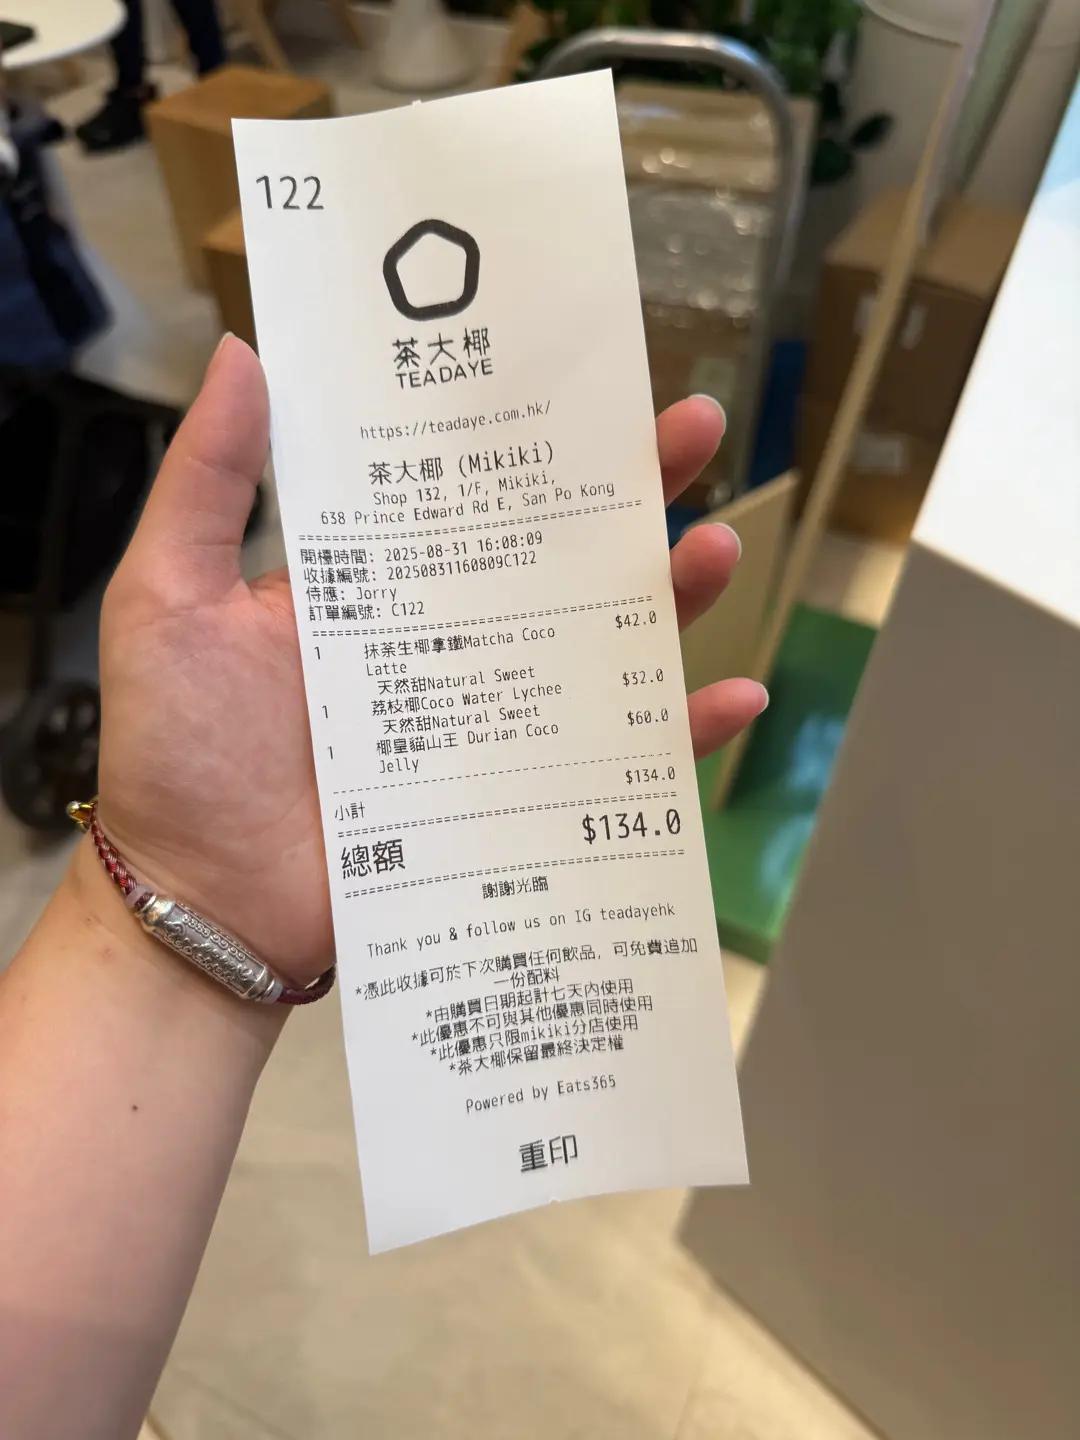 122
茶大椰
TEADAYE
https://teadaye.com.hk/
茶大椰 (Mikiki)
Shop 132, 1/F, Mikiki,
638 Prince Edward Rd E, San Po Kong
開檯時間: 2025-08-31 16:08:09
收據編號: 20250831160809C122
侍應: Jorry
訂單編號: C122
1 抹茶生椰拿鐵Matcha Coco $42.0
Latte
天然甜Natural Sweet
1 荔枝椰Coco Water Lychee $32.0
天然甜Natural Sweet
1 椰皇貓山王 Durian Coco $60.0
Jelly
小計 $134.0
總額 $134.0
謝謝光臨
Thank you & follow us on IG teadayehk
*憑此收據可於下次購買任何飲品, 可免費追加
一份配料
*由購買日期起計七天內使用
*此優惠不可與其他優惠同時使用
*此優惠只限mikiki分店使用
*茶大椰保留最終決定權
Powered by Eats365
重印